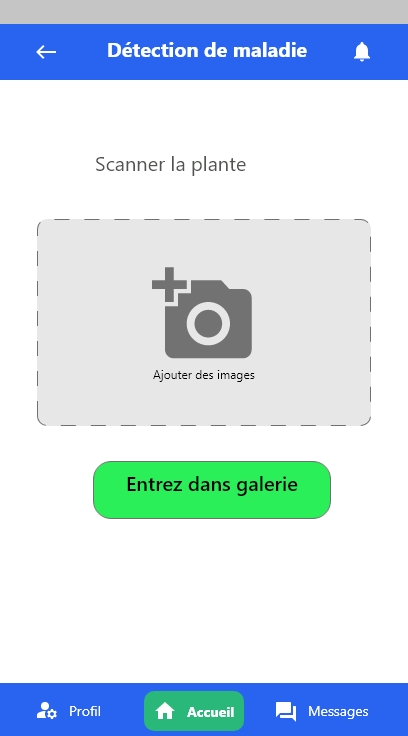 Détection de maladie
Scanner la plante
Ajouter des images
Entrez dans galerie
Profil
Accueil
Messages